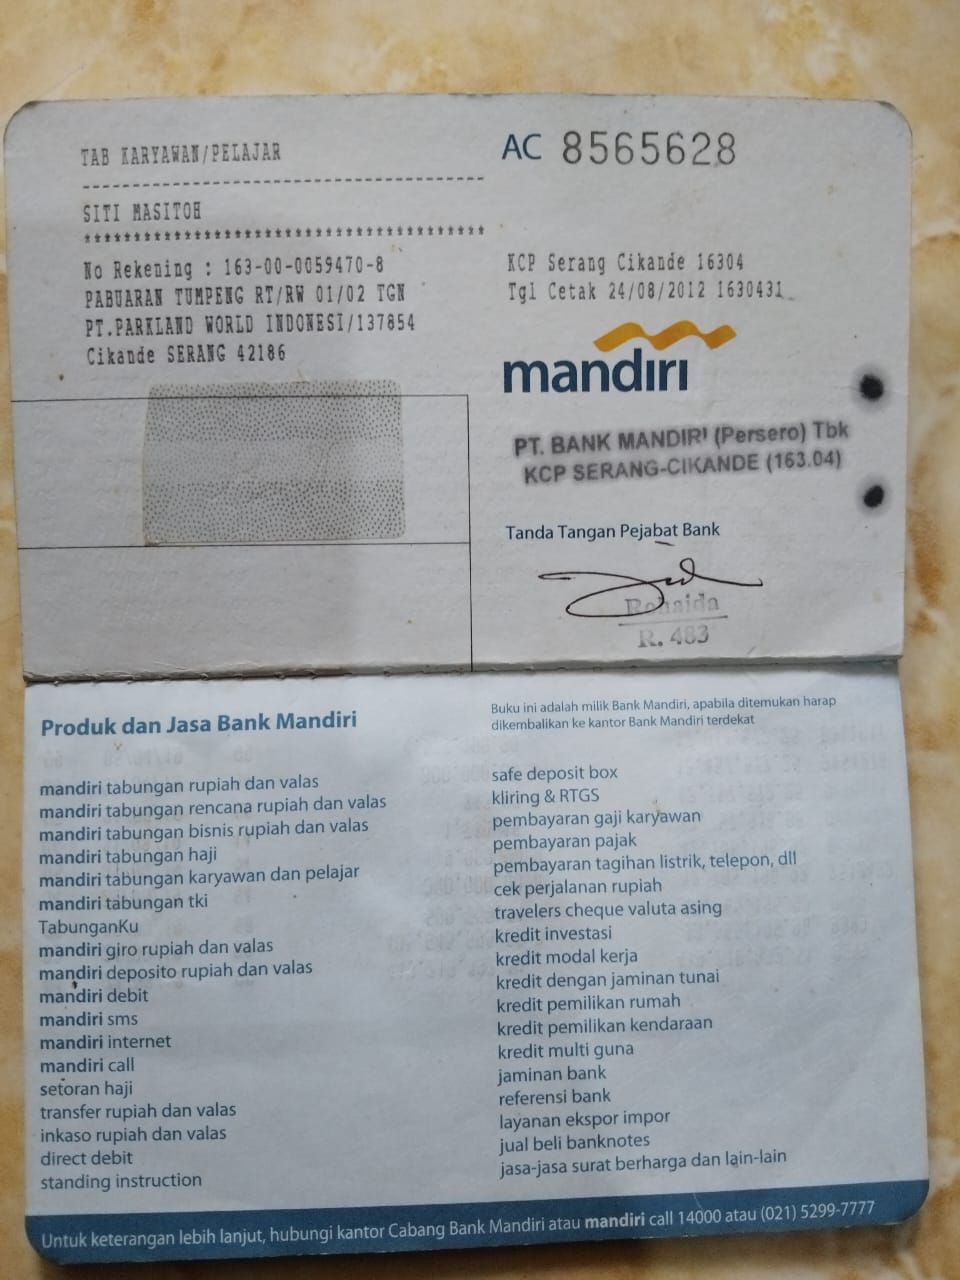 TAB KARYAWAN/PELAJAR
SITI MASITOH
No Rekening : 163-00-0059470-8
PABUARAN TUMPENG RT/RW 01/02 TGN
PT.PARKLAND WORLD INDONESI/137854
Cikande SERANG 42186
AC 8565628
KCP Serang Cikande 16304
Tgl Cetak 24/08/2012 1630431
mandiri
PT. BANK MANDIRI (Persero) Tbk
KCP SERANG-CIKANDE (163.04)
Tanda Tangan Pejabat Bank
Rohaida
R. 483
Produk dan Jasa Bank Mandiri
mandiri tabungan rupiah dan valas
mandiri tabungan rencana rupiah dan valas
mandiri tabungan bisnis rupiah dan valas
mandiri tabungan haji
mandiri tabungan karyawan dan pelajar
mandiri tabungan tki
TabunganKu
mandiri giro rupiah dan valas
mandiri deposito rupiah dan valas
mandiri debit
mandiri sms
mandiri internet
mandiri call
setoran haji
transfer rupiah dan valas
inkaso rupiah dan valas
direct debit
standing instruction
Buku ini adalah milik Bank Mandiri, apabila ditemukan harap
dikembalikan ke kantor Bank Mandiri terdekat
safe deposit box
kliring & RTGS
pembayaran gaji karyawan
pembayaran pajak
pembayaran tagihan listrik, telepon, dll
cek perjalanan rupiah
travelers cheque valuta asing
kredit investasi
kredit modal kerja
kredit dengan jaminan tunai
kredit pemilikan rumah
kredit pemilikan kendaraan
kredit multi guna
jaminan bank
referensi bank
layanan ekspor impor
jual beli banknotes
jasa-jasa surat berharga dan lain-lain
Untuk keterangan lebih lanjut, hubungi kantor Cabang Bank Mandiri atau mandiri call 14000 atau (021) 5299-7777